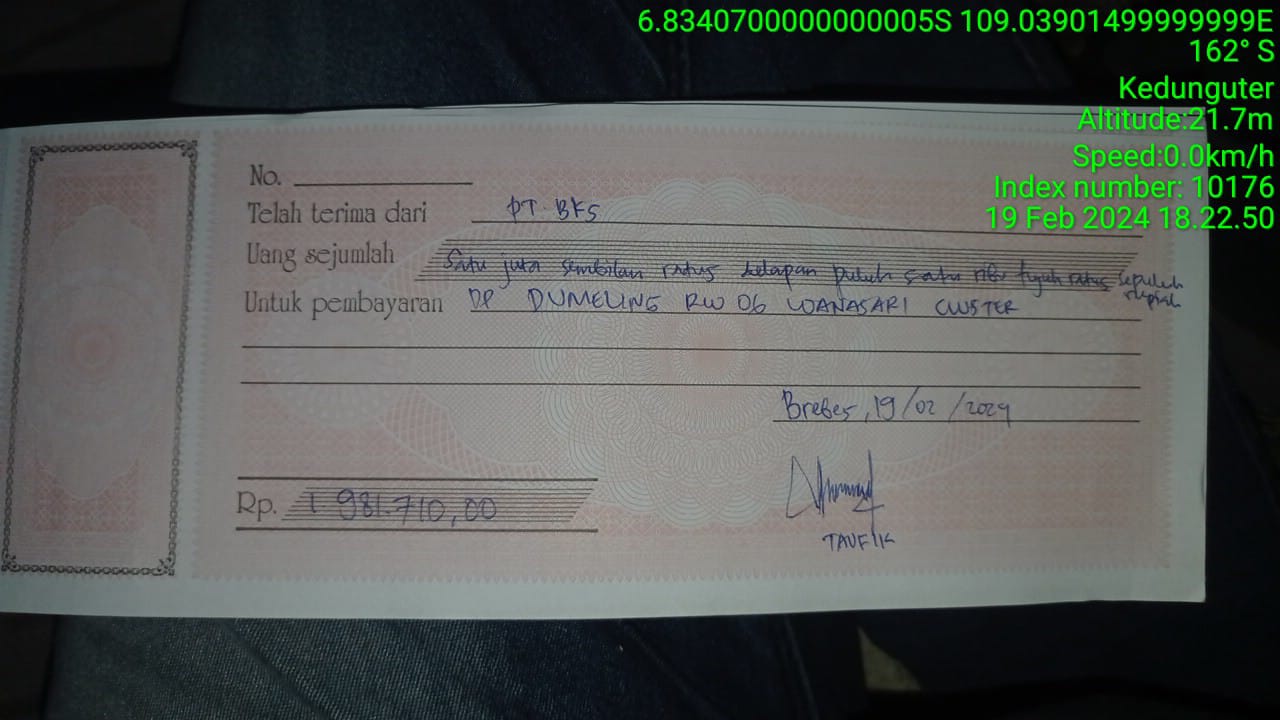 6.8340700000000005S 109.03901499999999E
162° S
Kedunguter
Altitude:21.7m
Speed:0.0km/h
Index number: 10176
19 Feb 2024 18.22.50
No.
Telah terima dari PT. BKS
Uang sejumlah Satu juta sembilan ratus delapan puluh satu ribu tujuh ratus sepuluh rupiah
Untuk pembayaran DP DUMELING RW 06 WANASARI CLUSTER
Brebes, 19/02/2024
Rp. 1.981.710,00
TAUFIK